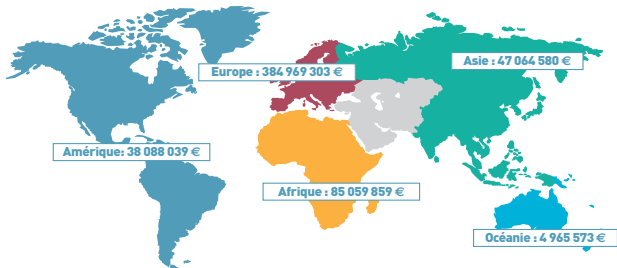 Europe : 384 969 303 €
Asie : 47 064 580 €
Amérique: 38 088 039 €
Afrique : 85 059 859 €
Océanie : 4 965 573 €